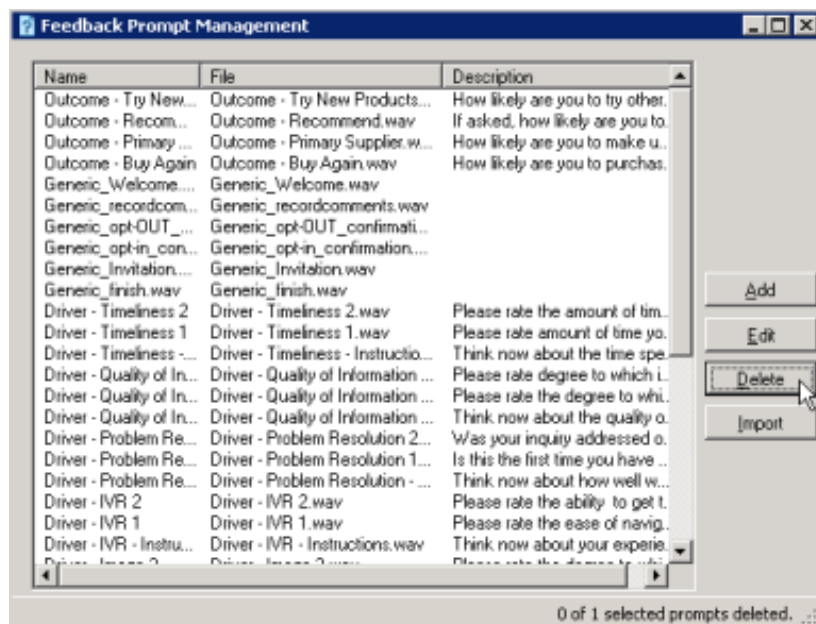 Feedback Prompt Management
Name File Description
Outcome - Try New... Outcome - Try New Products... How likely are you to try other.
Outcome - Recom... Outcome - Recommend.wav If asked, how likely are you to.
Outcome - Primary ... Outcome - Primary Supplier.w... How likely are you to make u..
Outcome - Buy Again Outcome - Buy Again.wav How likely are you to purchas.
Generic_Welcome.... Generic_Welcome.wav
Generic_recordcom... Generic_recordcomments.wav
Generic_opt-OUT_... Generic_opt-OUT_confirmati...
Generic_opt-in_con... Generic_opt-in_confirmation....
Generic_Invitation.... Generic_Invitation.wav
Generic_finish.wav Generic_finish.wav
Driver - Timeliness 2 Driver - Timeliness 2.wav Please rate the amount of tim..
Driver - Timeliness 1 Driver - Timeliness 1.wav Please rate amount of time yo.
Driver - Timeliness -... Driver - Timeliness - Instructio... Think now about the time spe.
Driver - Quality of In... Driver - Quality of Information ... Please rate degree to which i..
Driver - Quality of In... Driver - Quality of Information ... Please rate the degree to whi..
Driver - Quality of In... Driver - Quality of Information ... Think now about the quality o.
Driver - Problem Re... Driver - Problem Resolution 2... Was your inquiry addressed o.
Driver - Problem Re... Driver - Problem Resolution 1... Is this the first time you have ..
Driver - Problem Re... Driver - Problem Resolution - ... Think now about how well w...
Driver - IVR 2 Driver - IVR 2.wav Please rate the ability to get t.
Driver - IVR 1 Driver - IVR 1.wav Please rate the ease of navig..
Driver - IVR - Instru... Driver - IVR - Instructions.wav Think now about your experie..
Add
Edit
Delete
Import
0 of 1 selected prompts deleted.